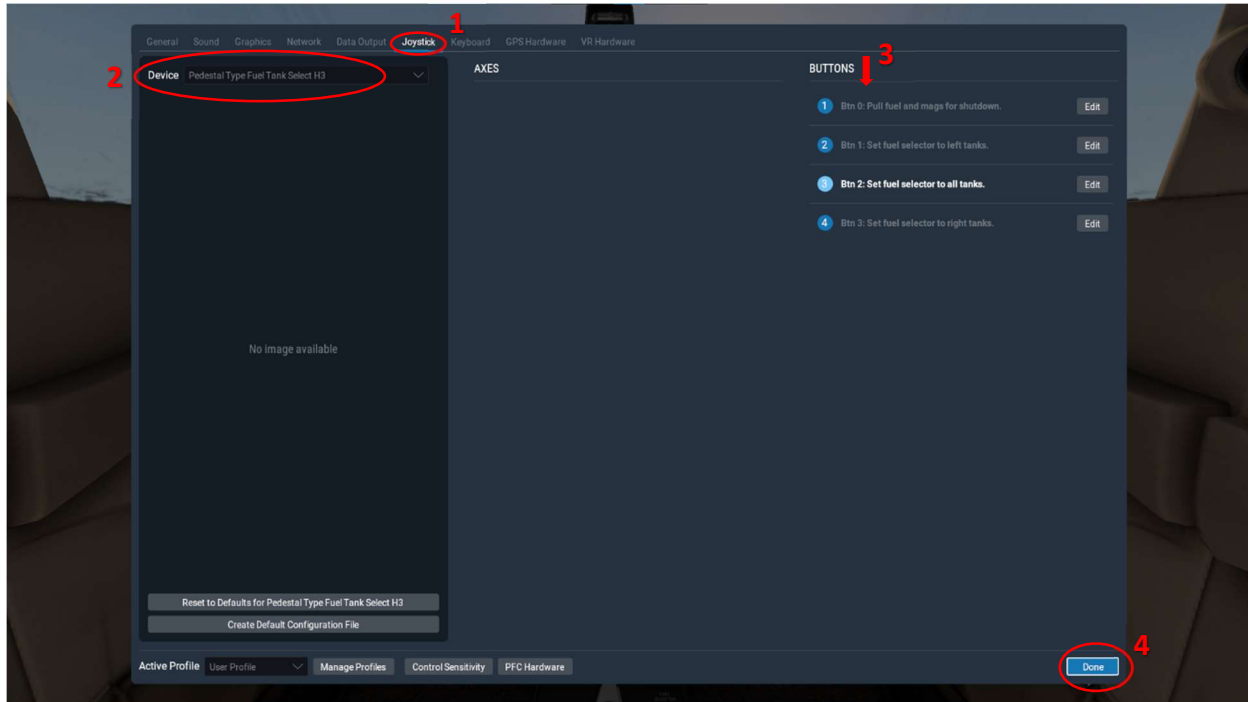 1
General Sound Graphics Network Data Output Joystick Keyboard GPS Hardware VR Hardware
2
Device Pedestal Type Fuel Tank Select H3
No image available
Reset to Defaults for Pedestal Type Fuel Tank Select H3
Create Default Configuration File
AXES
BUTTONS
3
1 Btn 0: Pull fuel and mags for shutdown. Edit
2 Btn 1: Set fuel selector to left tanks. Edit
3 Btn 2: Set fuel selector to all tanks. Edit
4 Btn 3: Set fuel selector to right tanks. Edit
Active Profile User Profile Manage Profiles Control Sensitivity PFC Hardware
Done
4